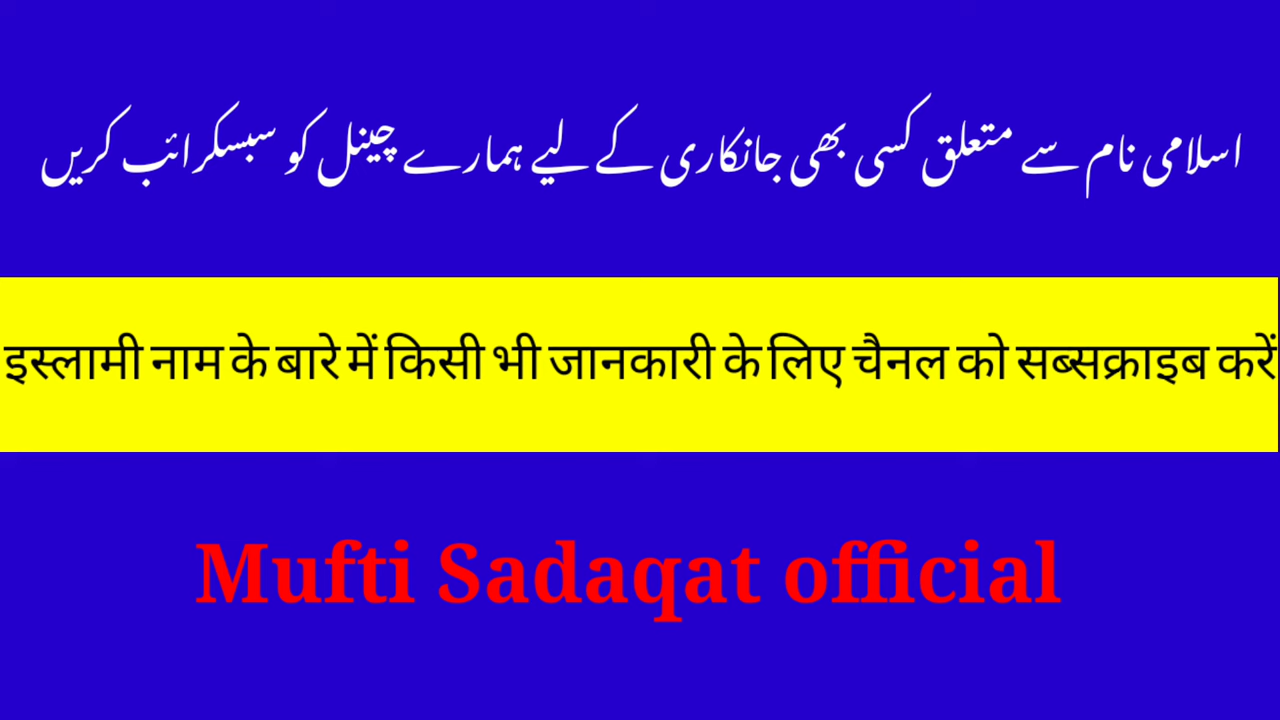 اسلامی نام سے متعلق کسی بھی جانکاری کے لیے ہمارے چینل کو سبسکرائب کریں
इस्लामी नाम के बारे में किसी भी जानकारी के लिए चैनल को सब्सक्राइब करें
Mufti Sadaqat official